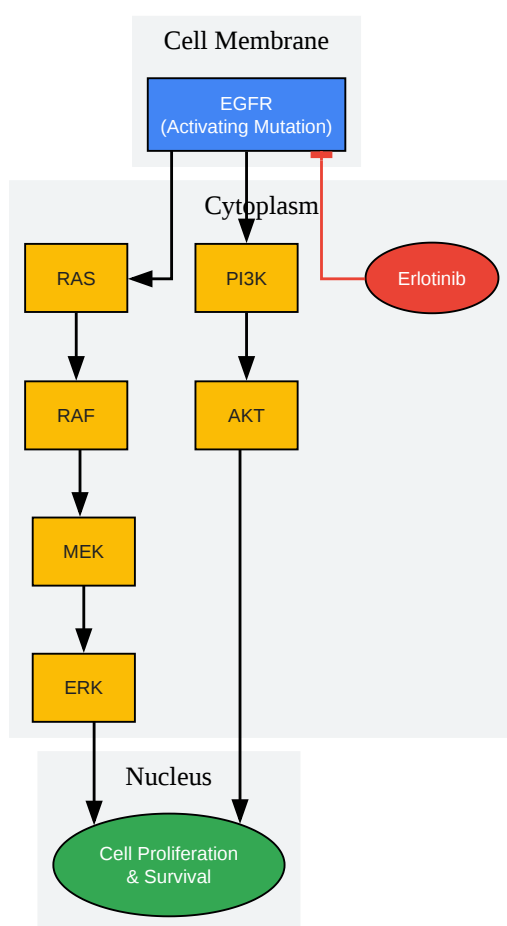 Cell Membrane
EGFR
(Activating Mutation)
Cytoplasm
RAS
PI3K
Erlotinib
RAF
AKT
MEK
ERK
Nucleus
Cell Proliferation
& Survival